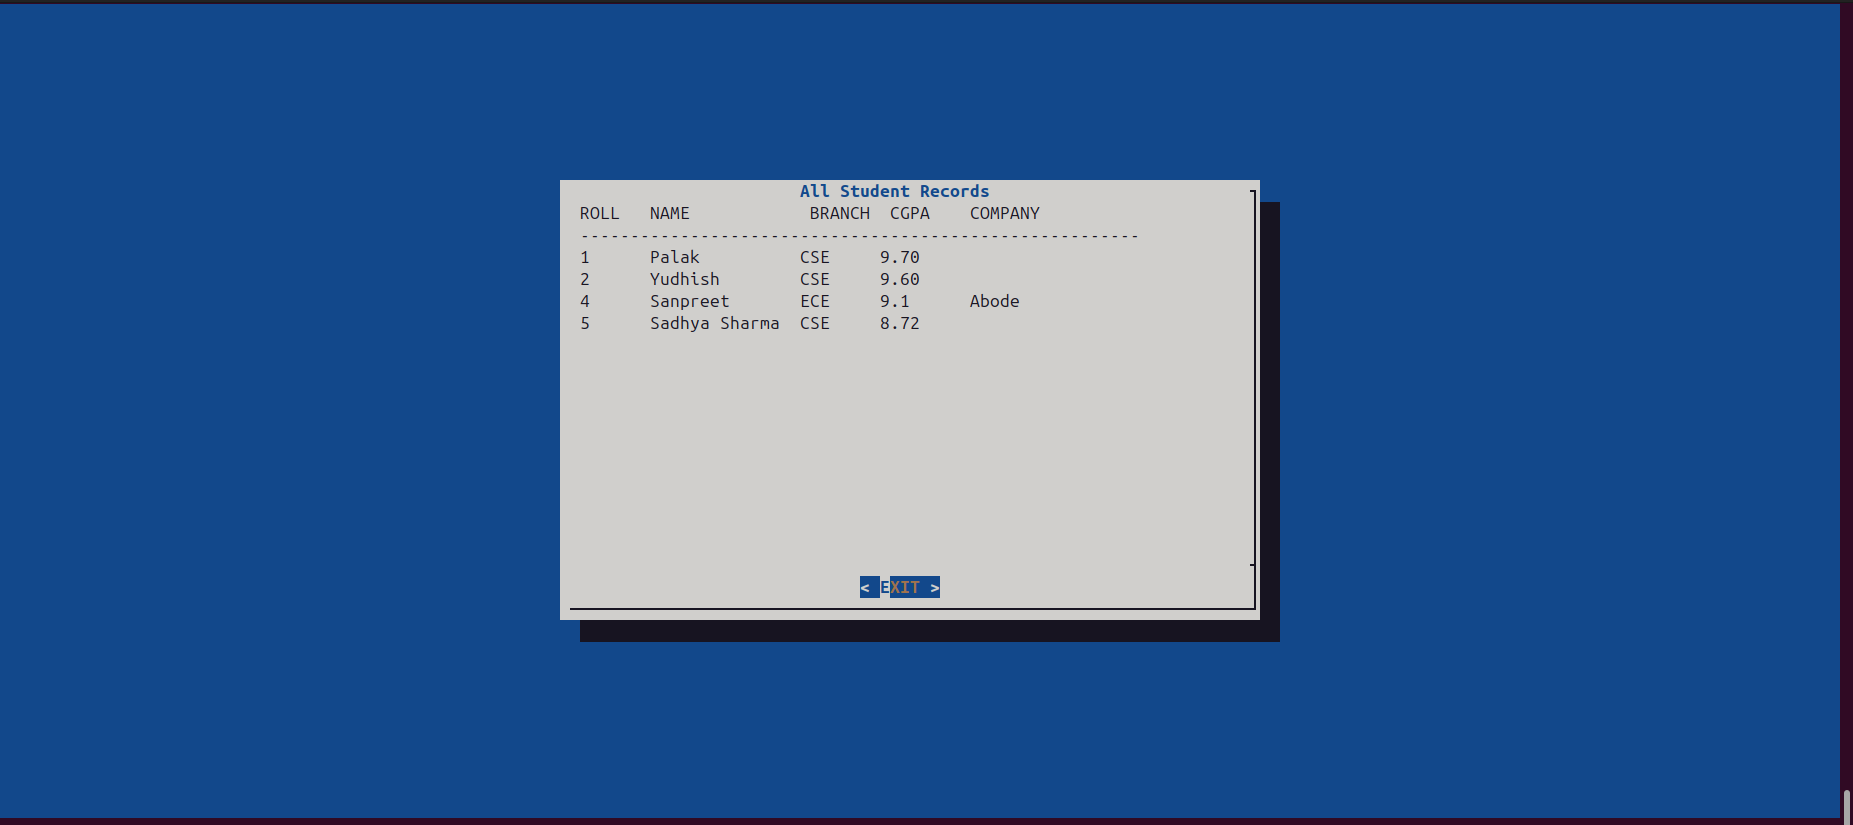 All Student Records
ROLL   NAME            BRANCH  CGPA    COMPANY
--------------------------------------------------------
1      Palak          CSE     9.70
2      Yudhish        CSE     9.60
4      Sanpreet       ECE     9.1      Abode
5      Sadhya Sharma  CSE     8.72
< EXIT >